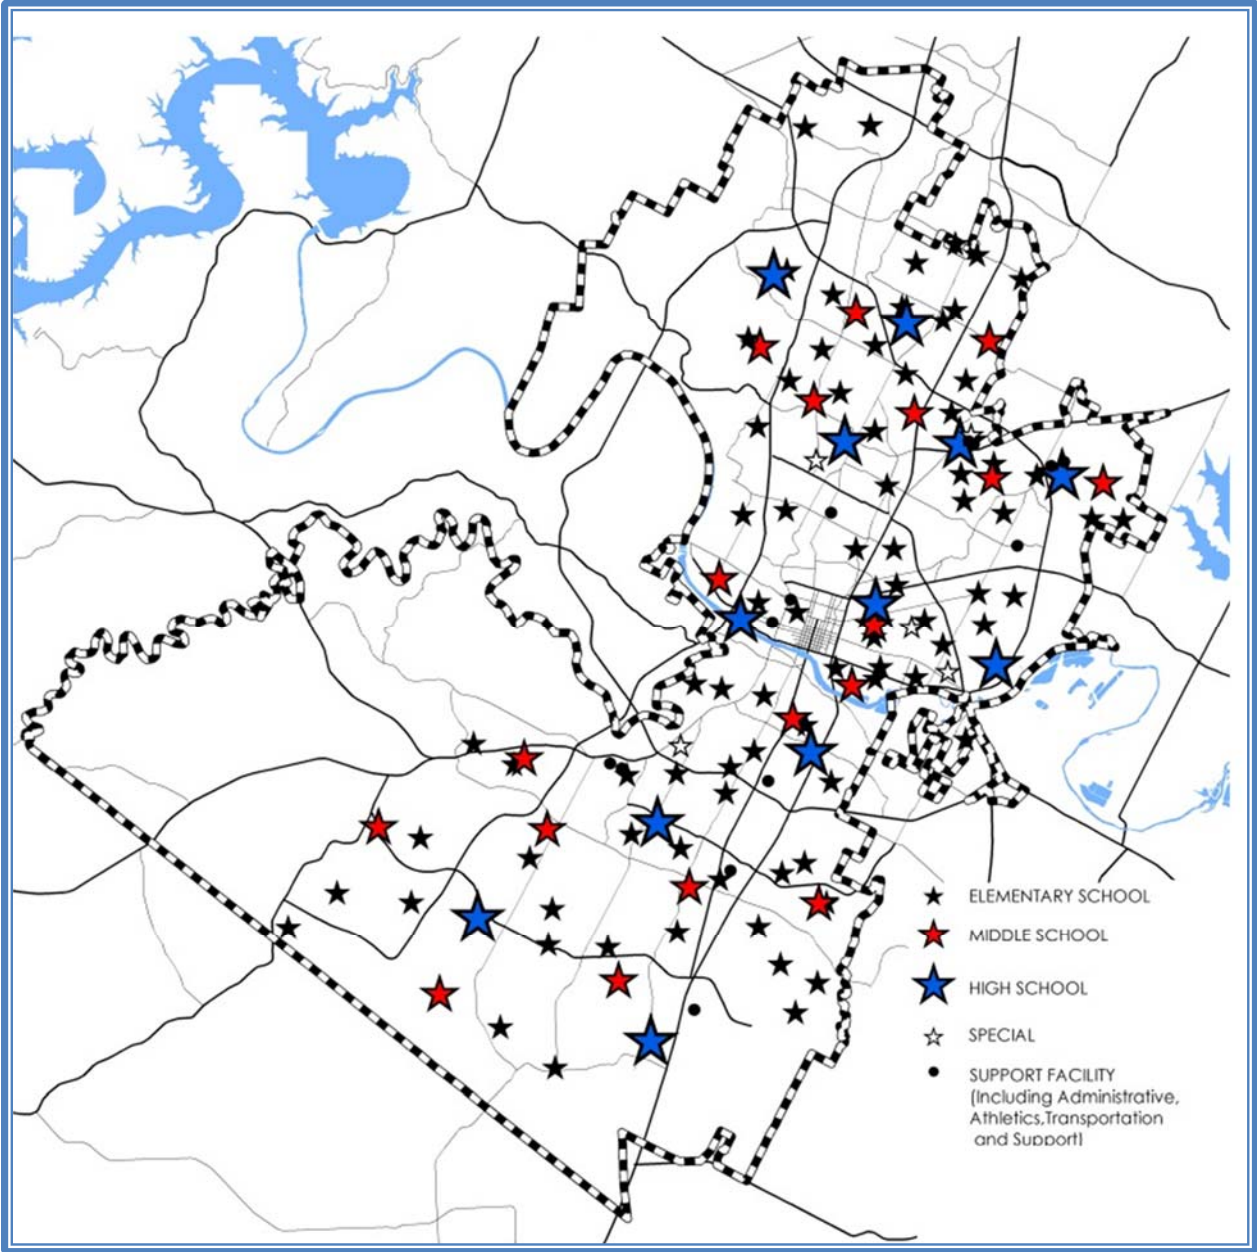 ELEMENTARY SCHOOL
MIDDLE SCHOOL
HIGH SCHOOL
SPECIAL
SUPPORT FACILITY
(Including Administrative,
Athletics,Transportation
and Support)